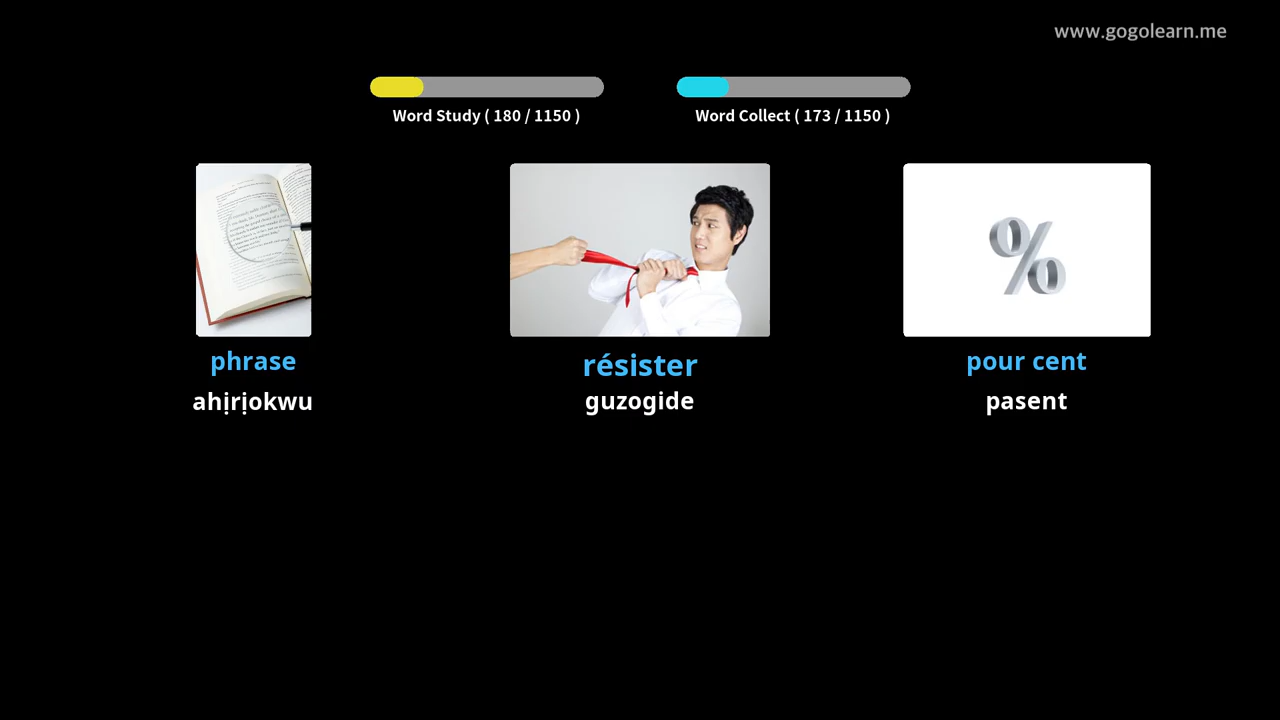 www.gogolearn.me
Word Study ( 180 / 1150 )
Word Collect ( 173 / 1150 )
phrase
ahịrịokwu
résister
guzogide
pour cent
%
pasent